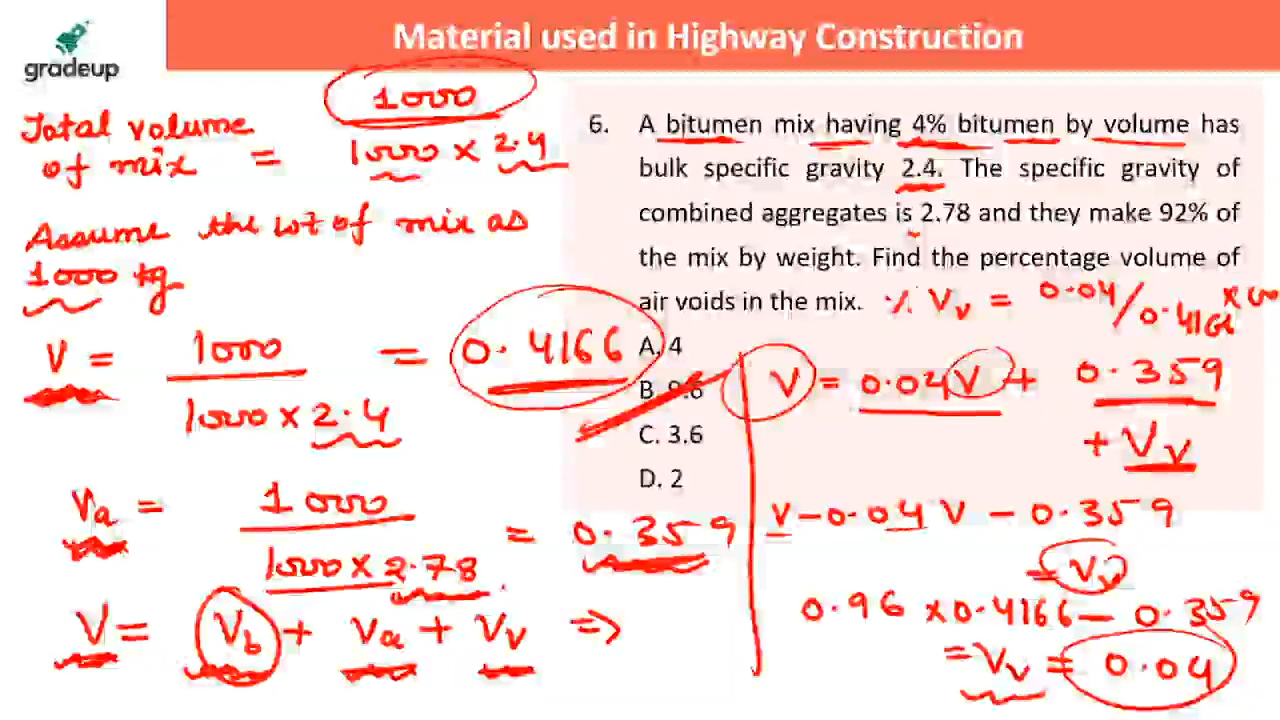 gradeup
Material used in Highway Construction
Total volume
of mix = 1000
1000 × 2.4
Assume the wt of mix as
1000 kg
V = 1000 = 0.4166
1000 × 2.4
Va = 1000 = 0.359
1000 × 2.78
V = Vb + Va + Vv ⇒
6. A bitumen mix having 4% bitumen by volume has
bulk specific gravity 2.4. The specific gravity of
combined aggregates is 2.78 and they make 92% of
the mix by weight. Find the percentage volume of
air voids in the mix. % Vv = 0.04/0.4166 × 100
A. 4
B. 9.6
C. 3.6
D. 2
V = 0.04V + 0.359
+ Vv
V - 0.04 V - 0.359
= Vv
0.96 × 0.4166 - 0.359
= Vv = 0.04